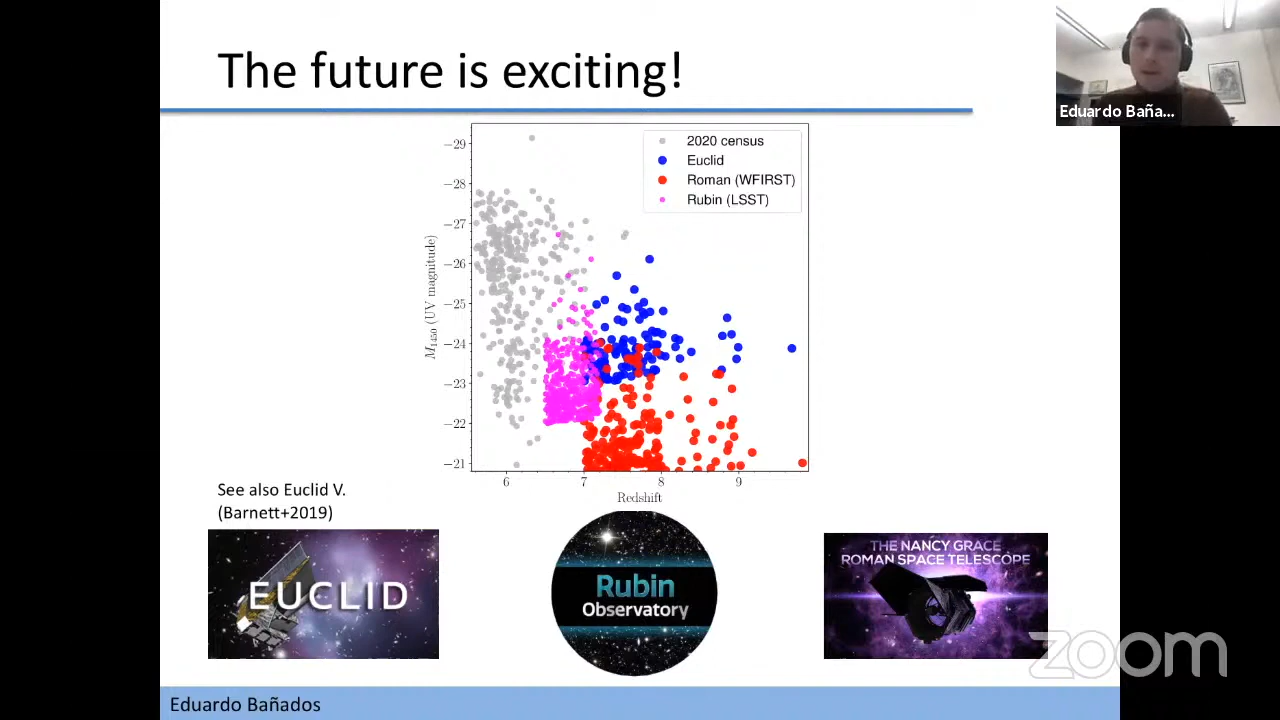 The future is exciting!
Eduardo Baña...
2020 census
Euclid
Roman (WFIRST)
Rubin (LSST)
−29
−28
−27
−26
−25
−24
−23
−22
−21
M1450 (UV magnitude)
6
7
8
9
Redshift
See also Euclid V.
(Barnett+2019)
EUCLID
Rubin
Observatory
THE NANCY GRACE
ROMAN SPACE TELESCOPE
zoom
Eduardo Bañados